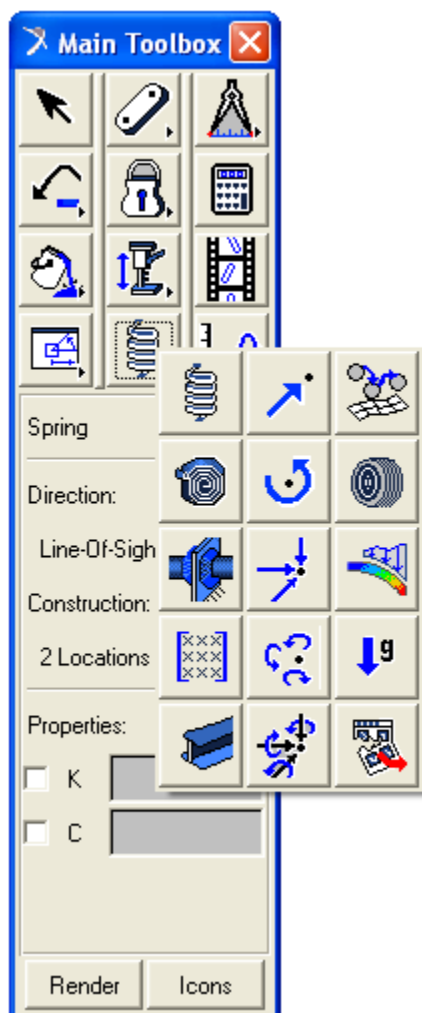 Main Toolbox
Spring
Direction:
Line-Of-Sigh
Construction:
2 Locations
g
Properties:
K
C
Render
Icons